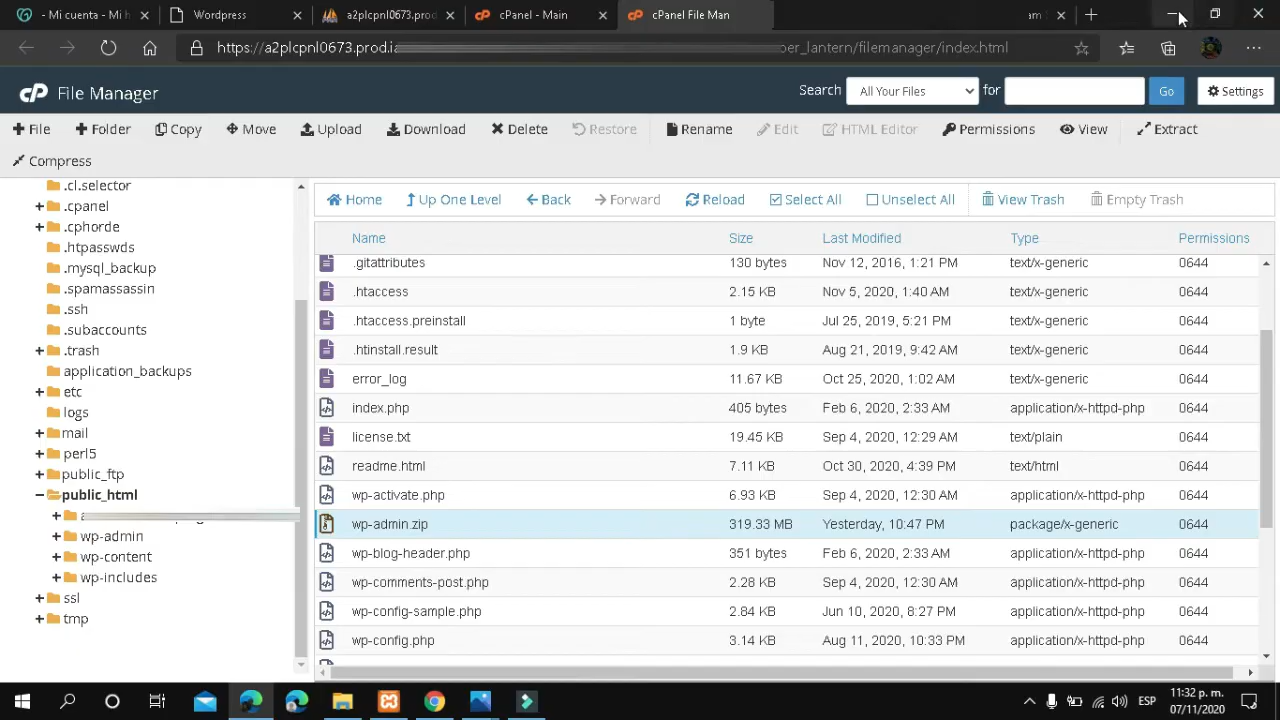 - Mi cuenta - Mi h
Wordpress
a2plcpnl0673.prod
cPanel - Main
cPanel File Man
am
https://a2plcpnl0673.prod.ia
per_lantern/filemanager/index.html
cP File Manager
Search
All Your Files
for
Go
Settings
File
Folder
Copy
Move
Upload
Download
Delete
Restore
Rename
Edit
HTML Editor
Permissions
View
Extract
Compress
.cl.selector
.cpanel
.cphorde
.htpasswds
.mysql_backup
.spamassassin
.ssh
.subaccounts
.trash
application_backups
etc
logs
mail
perl5
public_ftp
public_html
wp-admin
wp-content
wp-includes
ssl
tmp
Home
Up One Level
Back
Forward
Reload
Select All
Unselect All
View Trash
Empty Trash
Name Size Last Modified Type Permissions
.gitattributes 130 bytes Nov 12, 2016, 1:21 PM text/x-generic 0644
.htaccess 2.15 KB Nov 5, 2020, 1:40 AM text/x-generic 0644
.htaccess.preinstall 1 byte Jul 25, 2019, 5:21 PM text/x-generic 0644
.htinstall.result 1.9 KB Aug 21, 2019, 9:42 AM text/x-generic 0644
error_log 11.67 KB Oct 25, 2020, 1:02 AM text/x-generic 0644
index.php 405 bytes Feb 6, 2020, 2:33 AM application/x-httpd-php 0644
license.txt 19.45 KB Sep 4, 2020, 12:29 AM text/plain 0644
readme.html 7.11 KB Oct 30, 2020, 4:39 PM text/html 0644
wp-activate.php 6.93 KB Sep 4, 2020, 12:30 AM application/x-httpd-php 0644
wp-admin.zip 319.33 MB Yesterday, 10:47 PM package/x-generic 0644
wp-blog-header.php 351 bytes Feb 6, 2020, 2:33 AM application/x-httpd-php 0644
wp-comments-post.php 2.28 KB Sep 4, 2020, 12:30 AM application/x-httpd-php 0644
wp-config-sample.php 2.84 KB Jun 10, 2020, 8:27 PM application/x-httpd-php 0644
wp-config.php 3.14 KB Aug 11, 2020, 10:33 PM application/x-httpd-php 0644
ESP
11:32 p. m.
07/11/2020